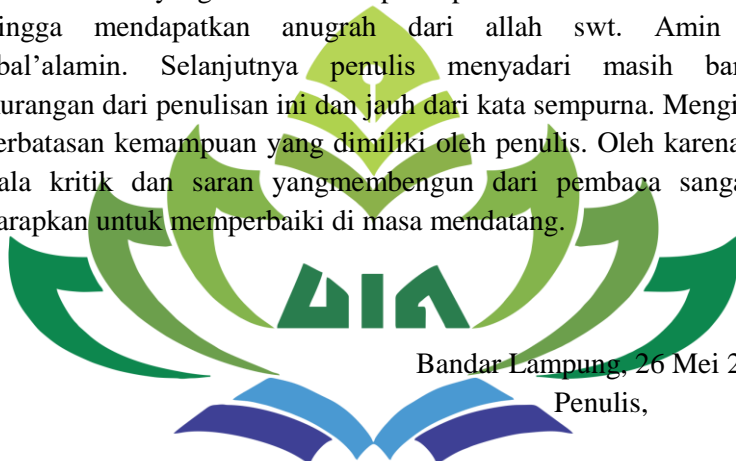 ingga mendapatkan anugrah dari allah swt. Amin
bal’alamin. Selanjutnya penulis menyadari masih ban
urangan dari penulisan ini dan jauh dari kata sempurna. Mengi
erbatasan kemampuan yang dimiliki oleh penulis. Oleh karena
ala kritik dan saran yangmembengun dari pembaca sanga
arapkan untuk memperbaiki di masa mendatang.
Bandar Lampung, 26 Mei 2
Penulis,